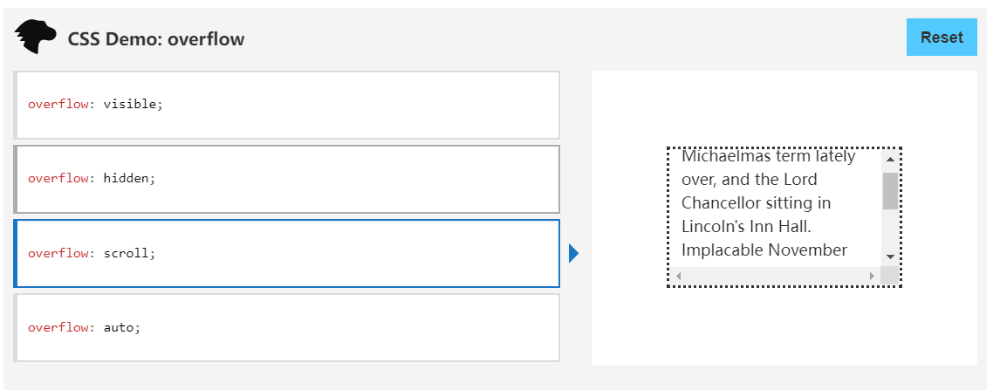 CSS Demo: overflow
Reset
overflow: visible;
overflow: hidden;
overflow: scroll;
overflow: auto;
Michaelmas term lately
over, and the Lord
Chancellor sitting in
Lincoln's Inn Hall.
Implacable November